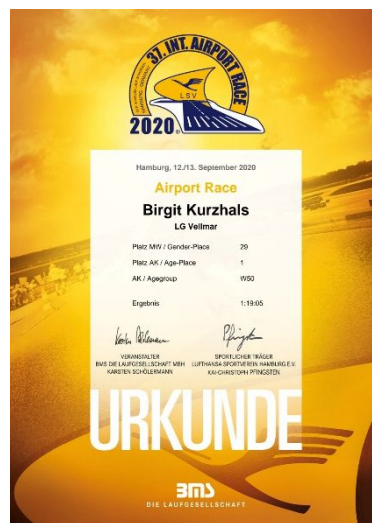 37. INT. AIRPORT RACE
LSV
2020
Hamburg, 12./13. September 2020
Airport Race
Birgit Kurzhals
LG Vellmar
Platz MW / Gender-Place 29
Platz AK / Age-Place 1
AK / Agegroup W50
Ergebnis 1:19:05
VERANSTALTER
BMS DIE LAUFGESELLSCHAFT MBH
KARSTEN SCHÖLERMANN
SPORTLICHER TRÄGER
LUFTHANSA SPORTVEREIN HAMBURG E.V.
KAI-CHRISTOPH PFINGSTEN
URKUNDE
BMS
DIE LAUFGESELLSCHAFT